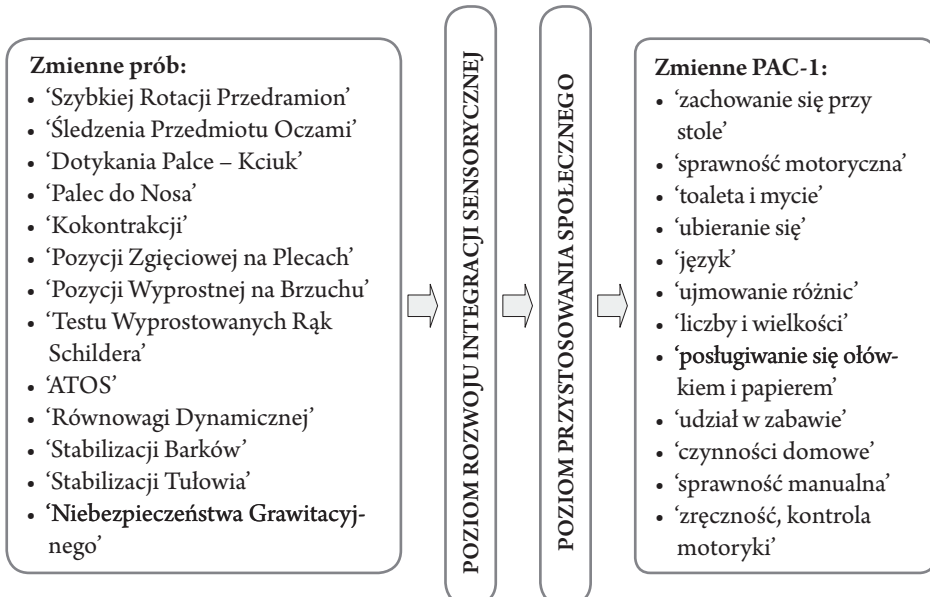 Zmienne prób:
• ‘Szybkiej Rotacji Przedramion’
• ‘Śledzenia Przedmiotu Oczami’
• ‘Dotykania Palce – Kciuk’
• ‘Palec do Nosa’
• ‘Kokontrakcji’
• ‘Pozycji Zgięciowej na Plecach’
• ‘Pozycji Wyprostnej na Brzuchu’
• ‘Testu Wyprostowanych Rąk
Schildera’
• ‘ATOS’
• ‘Równowagi Dynamicznej’
• ‘Stabilizacji Barków’
• ‘Stabilizacji Tułowia’
• ‘Niebezpieczeństwa Grawitacyj-
nego’
POZIOM ROZWOJU INTEGRACJI SENSORYCZNEJ
POZIOM PRZYSTOSOWANIA SPOŁECZNEGO
Zmienne PAC-1:
• ‘zachowanie się przy
stole’
• ‘sprawność motoryczna’
• ‘toaleta i mycie’
• ‘ubieranie się’
• ‘język’
• ‘ujmowanie różnic’
• ‘liczby i wielkości’
• ‘posługiwanie się ołów-
kiem i papierem’
• ‘udział w zabawie’
• ‘czynności domowe’
• ‘sprawność manualna’
• ‘zręczność, kontrola
motoryki’